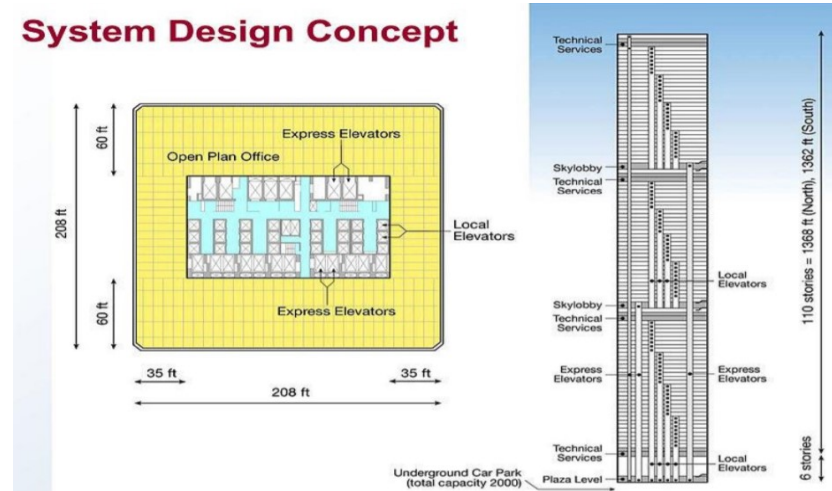 System Design Concept
60 ft
208 ft
60 ft
Express Elevators
Open Plan Office
Local
Elevators
Express Elevators
35 ft
35 ft
208 ft
Technical
Services
Skylobby
Technical
Services
Local
Elevators
Skylobby
Technical
Services
Express
Elevators
Express
Elevators
Technical
Services
Local
Elevators
Underground Car Park
(total capacity 2000)
Plaza Level
110 stories = 1368 ft (North), 1362 ft (South)
6 stories